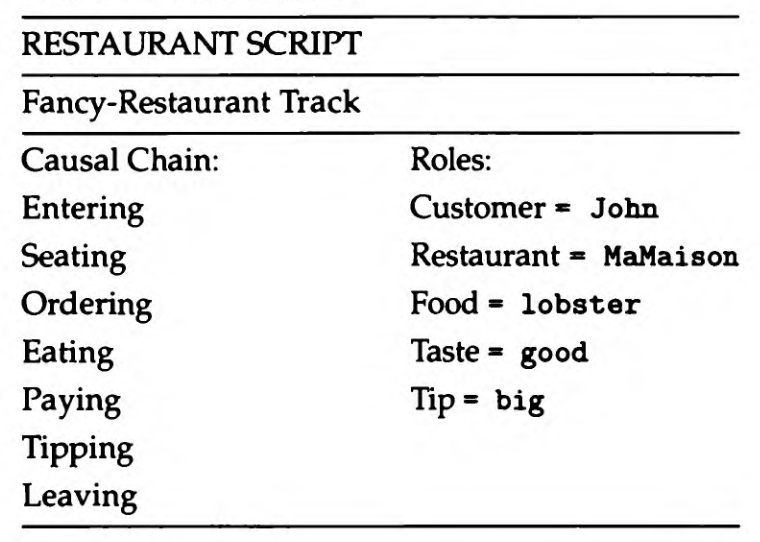 RESTAURANT SCRIPT
Fancy-Restaurant Track
Causal Chain: Roles:
Entering Customer = John
Seating Restaurant = MaMaison
Ordering Food = lobster
Eating Taste = good
Paying Tip = big
Tipping
Leaving